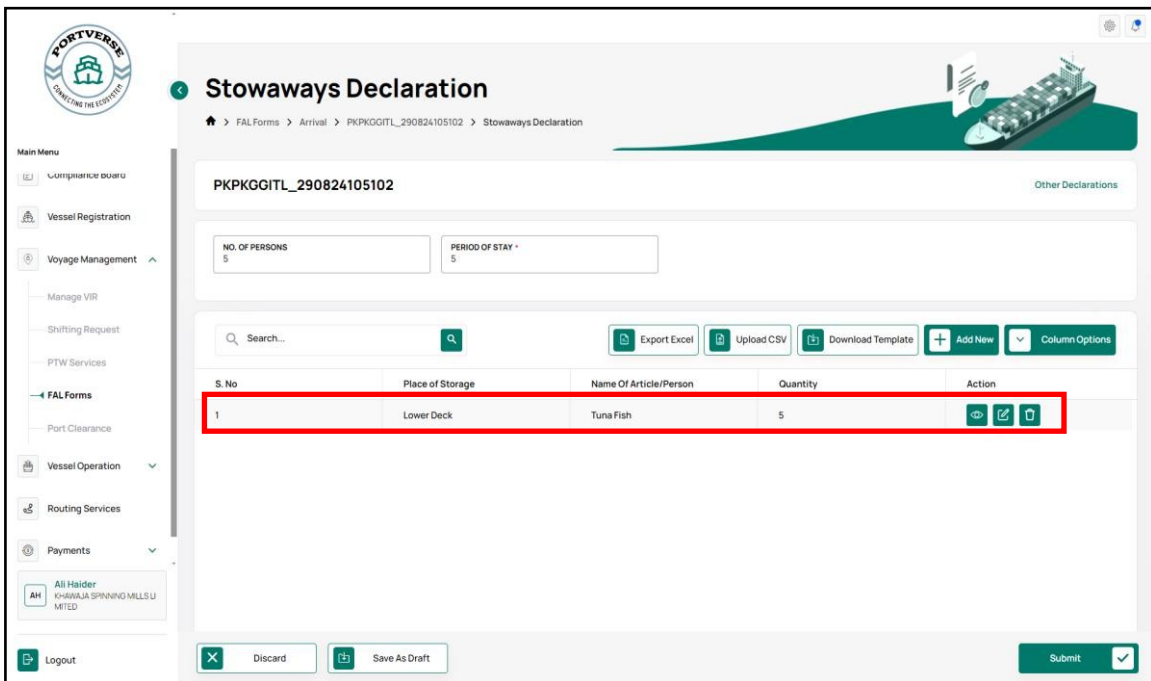 PORTVERSE
CONNECTING THE ECOSYSTEM
Stowaways Declaration
> FAL Forms > Arrival > PKPKGGITL_290824105102 > Stowaways Declaration
Main Menu
Compliance Board
Vessel Registration
Voyage Management
Manage VIR
Shifting Request
PTW Services
FAL Forms
Port Clearance
Vessel Operation
Routing Services
Payments
AH
Ali Haider
KHAWAJA SPINNING MILLS LI
MITED
Logout
PKPKGGITL_290824105102
Other Declarations
NO. OF PERSONS
5
PERIOD OF STAY *
5
Search...
Export Excel
Upload CSV
Download Template
Add New
Column Options
S. No Place of Storage Name Of Article/Person Quantity Action
1 Lower Deck Tuna Fish 5
Discard
Save As Draft
Submit